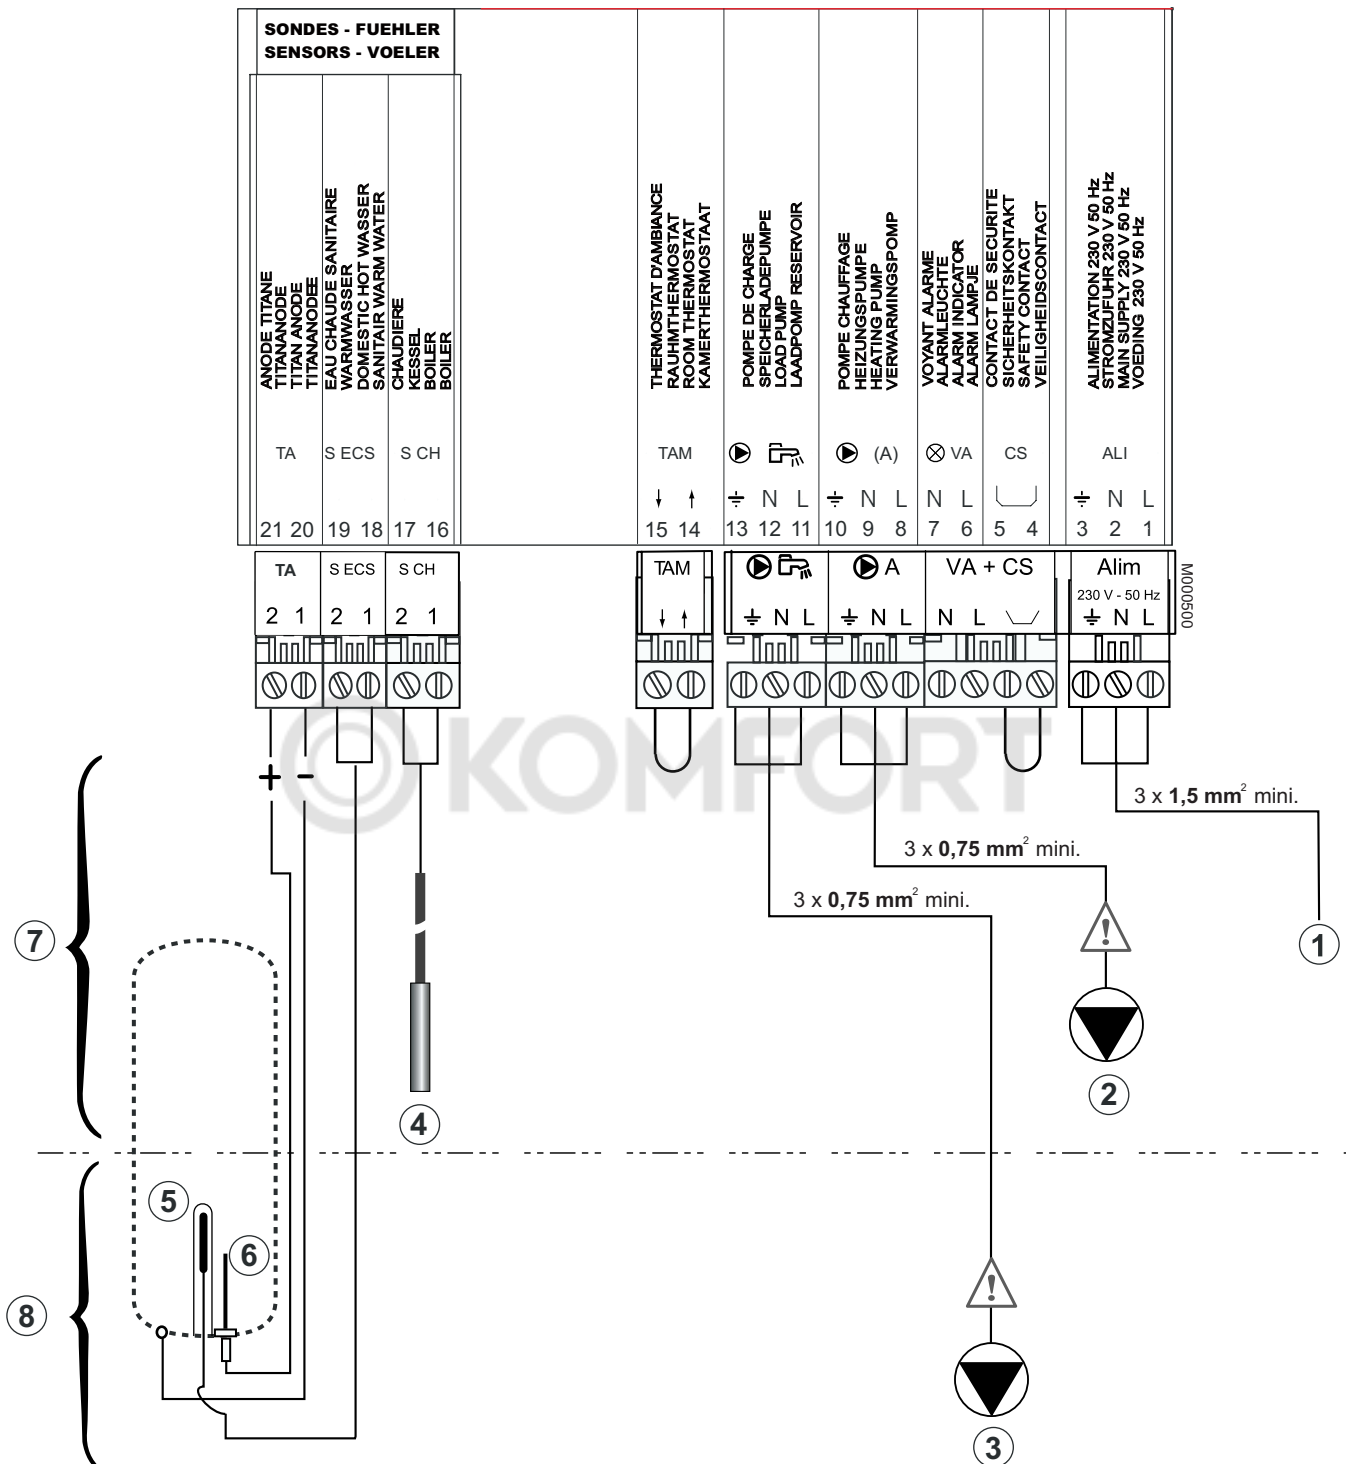 SONDES - FUEHLER
SENSORS - VOELER
ANODE TITANE
TITANANODE
TITAN ANODE
TITANANODEE
EAU CHAUDE SANITAIRE
WARMWASSER
DOMESTIC HOT WASSER
SANITAIR WARM WATER
CHAUDIERE
KESSEL
BOILER
BOILER
THERMOSTAT D'AMBIANCE
RAUHMTHERMOSTAT
ROOM THERMOSTAT
KAMERTHERMOSTAAT
POMPE DE CHARGE
SPEICHERLADEPUMPE
LOAD PUMP
LAADPOMP RESERVOIR
POMPE CHAUFFAGE
HEIZUNGSPUMPE
HEATING PUMP
VERWARMINGSPOMP
VOYANT ALARME
ALARMLEUCHTE
ALARM INDICATOR
ALARM LAMPJE
CONTACT DE SECURITE
SICHERHEITSKONTAKT
SAFETY CONTACT
VEILIGHEIDSCONTACT
ALIMENTATION 230 V 50 Hz
STROMZUFUHR 230 V 50 Hz
MAIN SUPPLY 230 V 50 Hz
VOEDING 230 V 50 Hz
TA S ECS S CH TAM (A) VA CS ALI
↓ ↑ ⏚ N L ⏚ N L N L ⏚ N L
21 20 19 18 17 16 15 14 13 12 11 10 9 8 7 6 5 4 3 2 1
TA S ECS S CH TAM A VA + CS Alim
230 V - 50 Hz
2 1 2 1 2 1 ↓ ↑ ⏚ N L ⏚ N L N L ⏚ N L
M000500
KOMFORT
+ -
3 x 1,5 mm² mini.
3 x 0,75 mm² mini.
3 x 0,75 mm² mini.
7
1
2
4
5
6
8
3